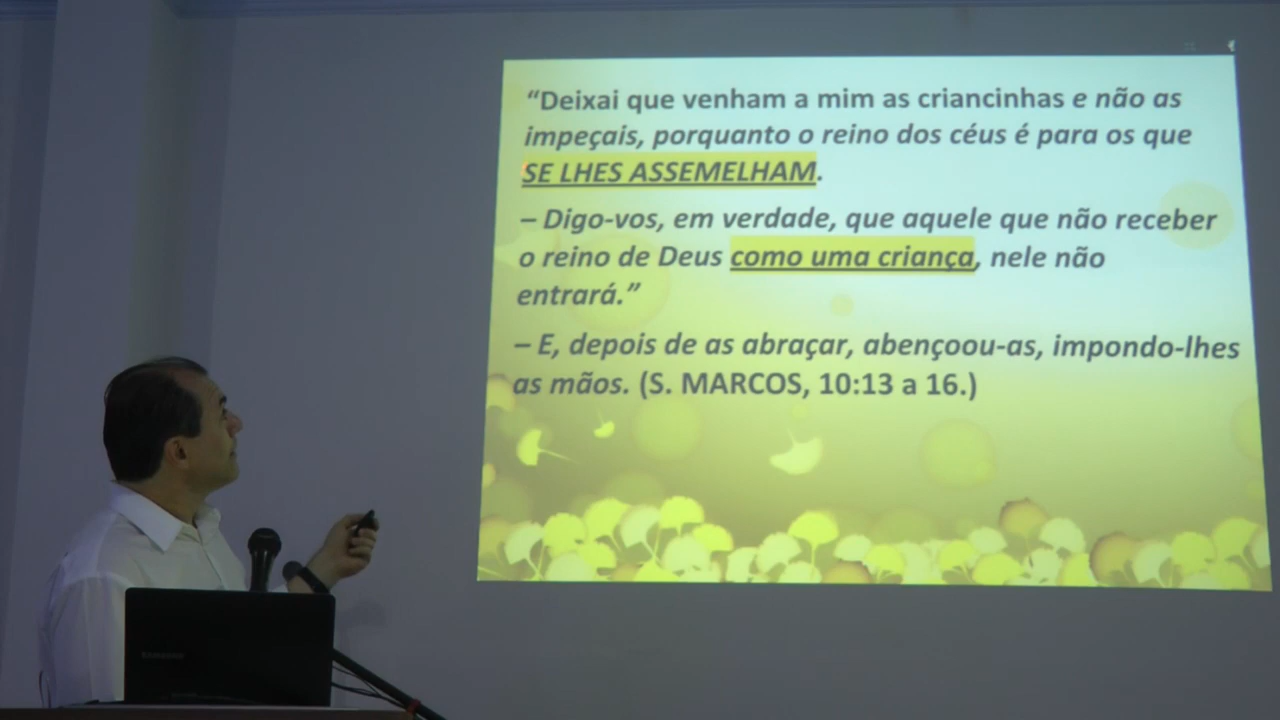 “Deixai que venham a mim as criancinhas e não as
impeçais, porquanto o reino dos céus é para os que
SE LHES ASSEMELHAM.
– Digo-vos, em verdade, que aquele que não receber
o reino de Deus como uma criança, nele não
entrará.”
– E, depois de as abraçar, abençoou-as, impondo-lhes
as mãos. (S. MARCOS, 10:13 a 16.)
SAMSUNG